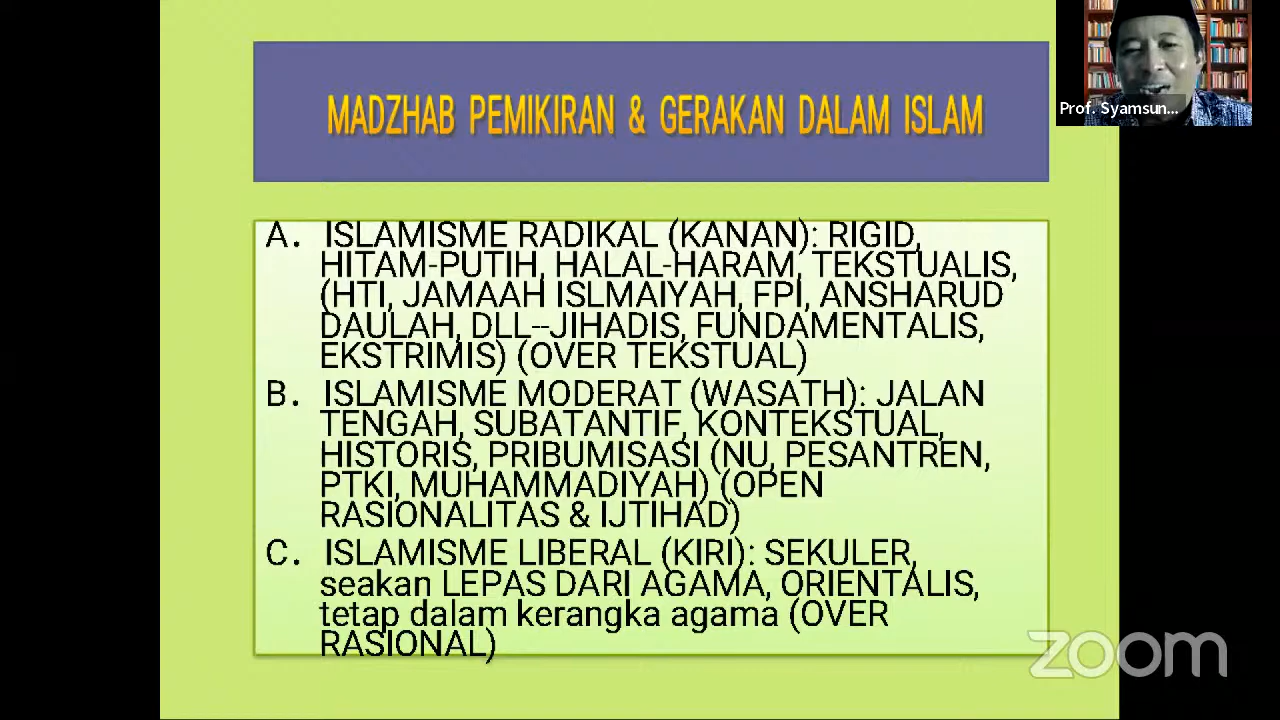 MADZHAB PEMIKIRAN & GERAKAN DALAM ISLAM
Prof. Syamsun...
A. ISLAMISME RADIKAL (KANAN): RIGID,
HITAM-PUTIH, HALAL-HARAM, TEKSTUALIS,
(HTI, JAMAAH ISLMAIYAH, FPI, ANSHARUD
DAULAH, DLL--JIHADIS, FUNDAMENTALIS,
EKSTRIMIS) (OVER TEKSTUAL)
B. ISLAMISME MODERAT (WASATH): JALAN
TENGAH, SUBATANTIF, KONTEKSTUAL,
HISTORIS, PRIBUMISASI (NU, PESANTREN,
PTKI, MUHAMMADIYAH) (OPEN
RASIONALITAS & IJTIHAD)
C. ISLAMISME LIBERAL (KIRI): SEKULER,
seakan LEPAS DARI AGAMA, ORIENTALIS,
tetap dalam kerangka agama (OVER
RASIONAL)
zoom